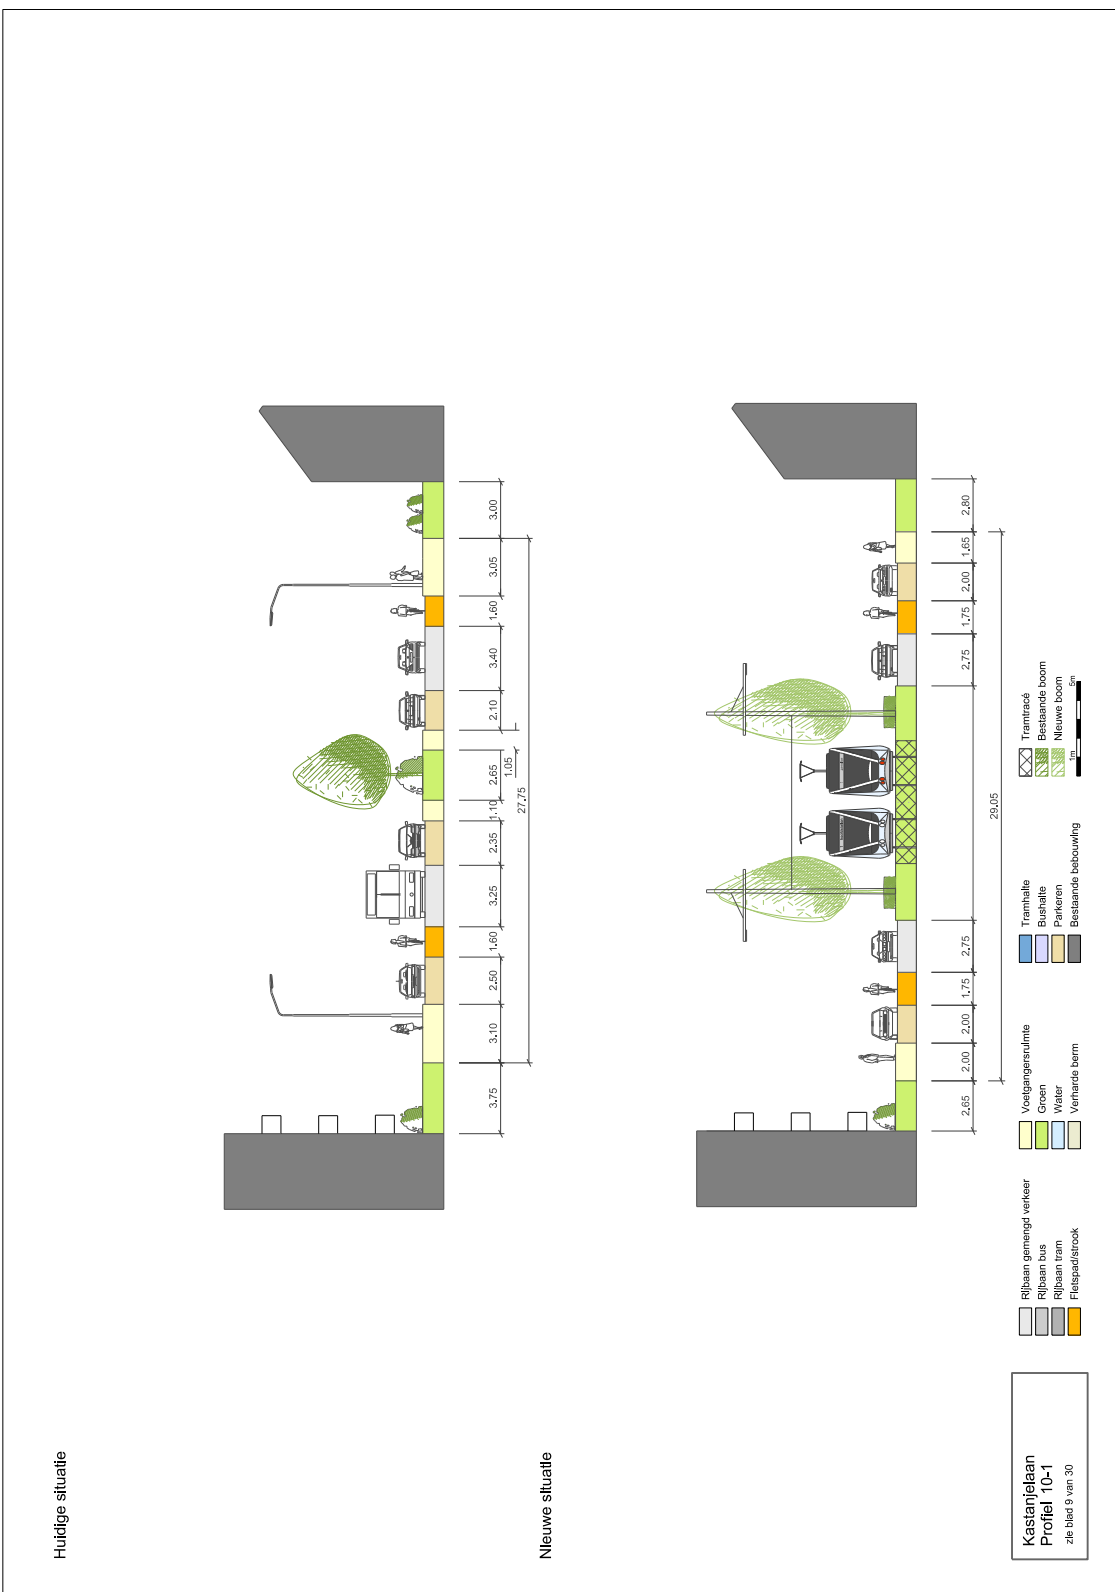 Huidige situatie
3.75
3.10
2.50
1.60
3.25
2.35
1.10
2.65
1.05
2.10
3.40
1.60
3.05
3.00
27.75
Nieuwe situatie
2.65
2.00
2.00
1.75
2.75
2.75
1.75
2.00
1.65
2.80
29.05
Kastanjelaan
Profiel 10-1
zie blad 9 van 30
Rijbaan gemengd verkeer
Rijbaan bus
Rijbaan tram
Fietspad/strook
Voetgangersruimte
Groen
Water
Verharde berm
Tramhalte
Bushalte
Parkeren
Bestaande bebouwing
Tramtracé
Bestaande boom
Nieuwe boom
1m
5m